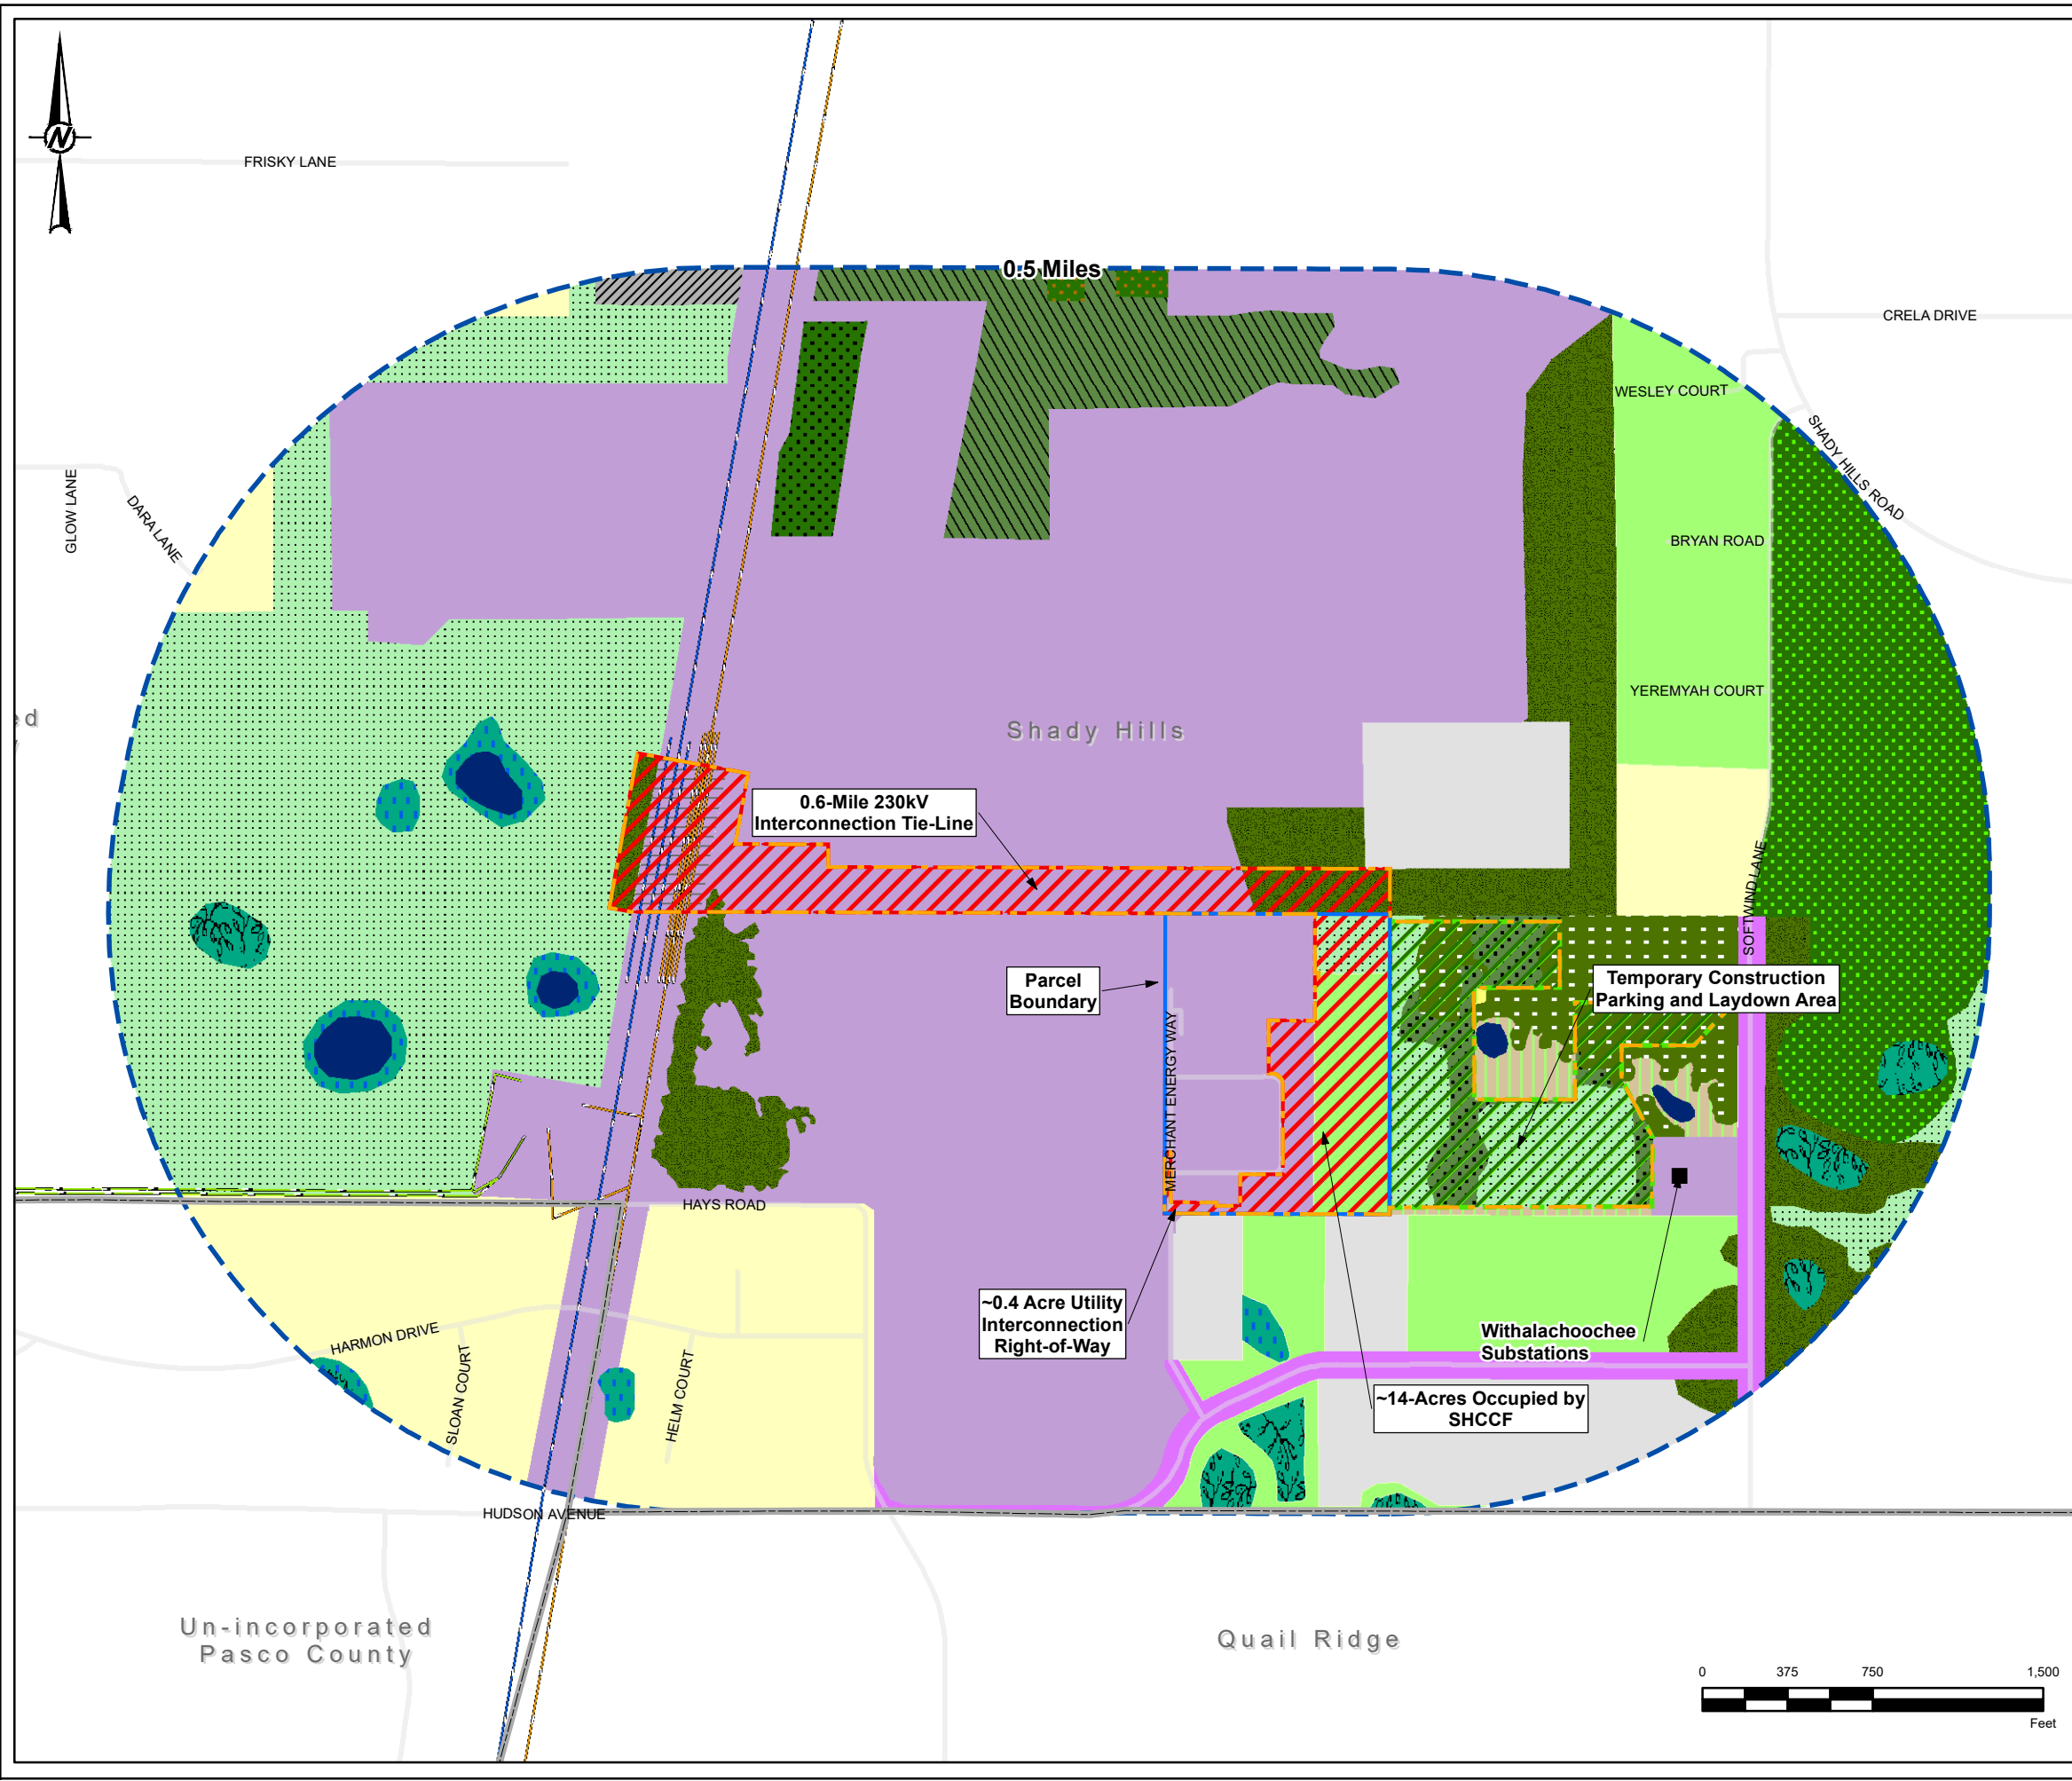 N
FRISKY LANE
0.5 Miles
CRELA DRIVE
WESLEY COURT
SHADY HILLS ROAD
GLOW LANE
DARA LANE
BRYAN ROAD
YEREMYAH COURT
ed
Shady Hills
0.6-Mile 230kV
Interconnection Tie-Line
SOFTWIND LANE
Parcel
Boundary
Temporary Construction
Parking and Laydown Area
MERCHANT ENERGY WAY
HAYS ROAD
~0.4 Acre Utility
Interconnection
Right-of-Way
Withalachoochee
Substations
HARMON DRIVE
SLOAN COURT
HELM COURT
~14-Acres Occupied by
SHCCF
HUDSON AVENUE
Un-incorporated
Pasco County
Quail Ridge
0 375 750 1,500
Feet